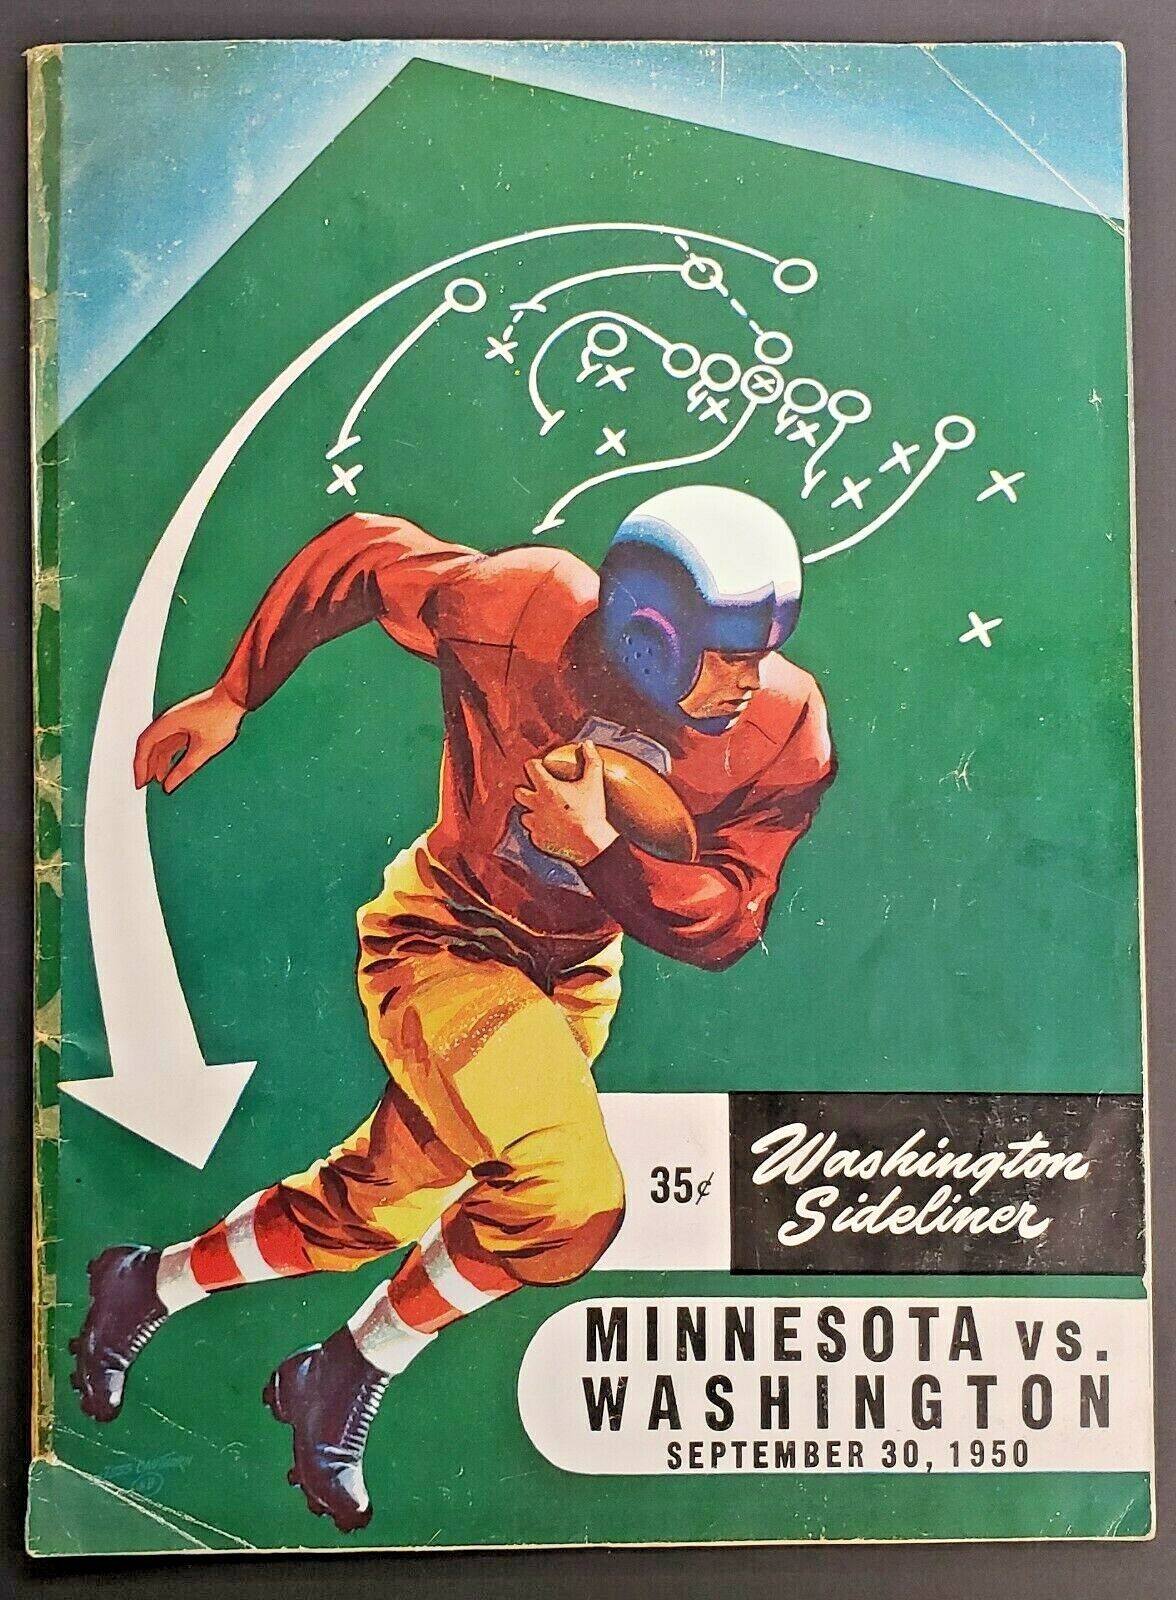 35¢
Washington
Sideliner
MINNESOTA VS.
WASHINGTON
SEPTEMBER 30, 1950